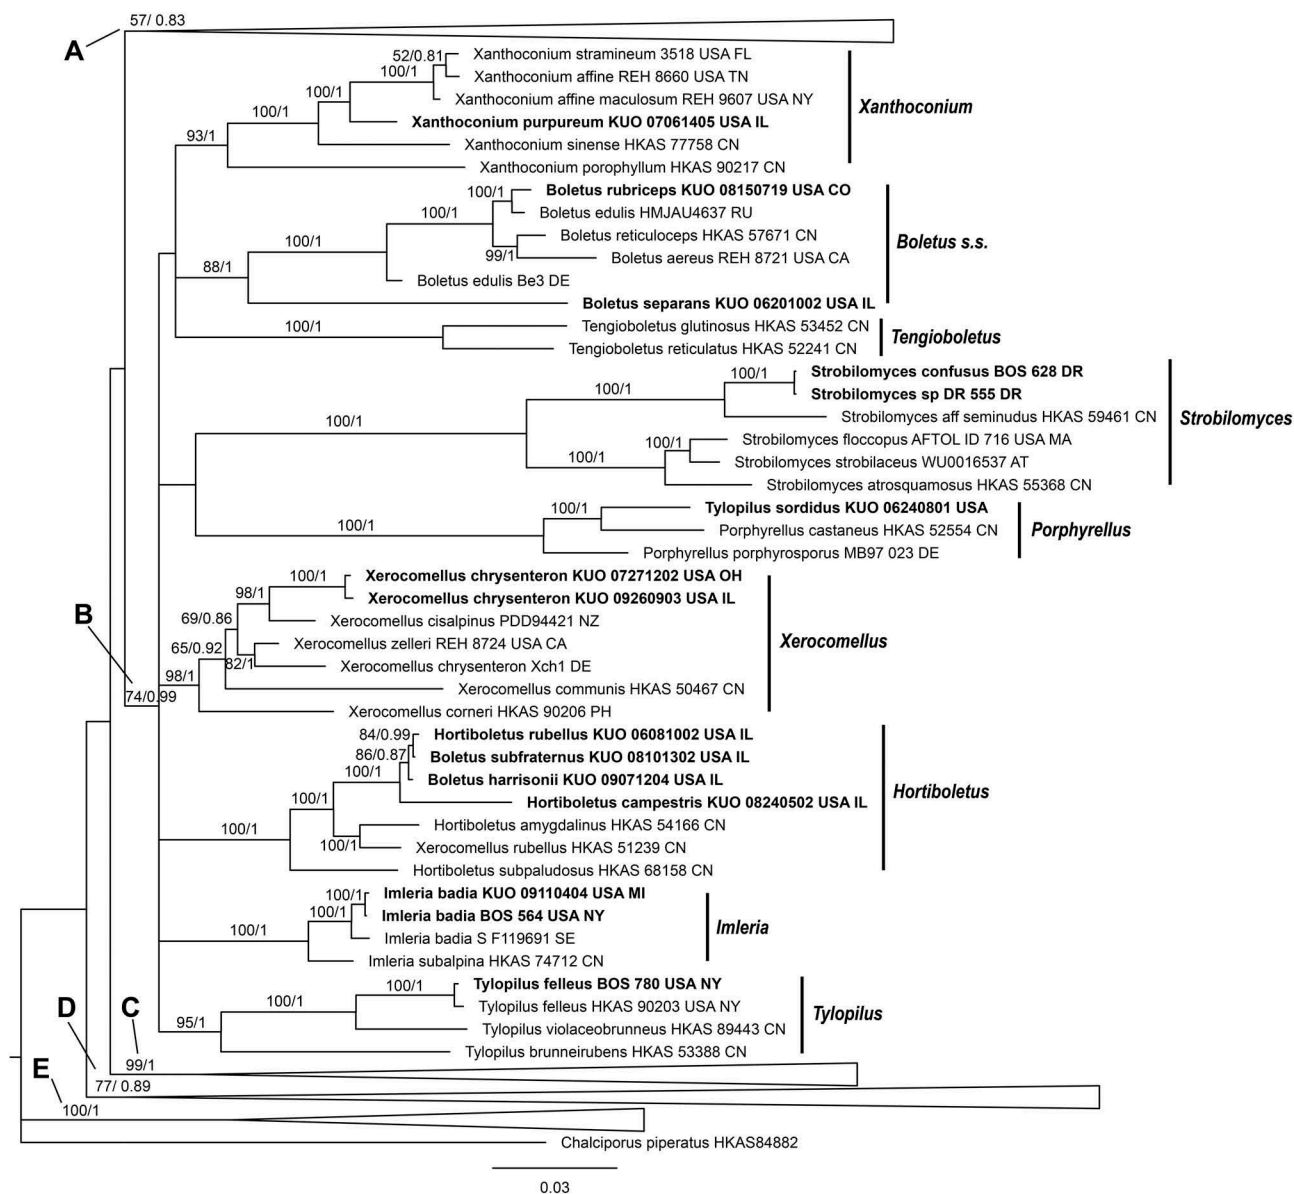 57/ 0.83
A
52/0.81
Xanthoconium stramineum 3518 USA FL
100/1
Xanthoconium affine REH 8660 USA TN
Xanthoconium affine maculosum REH 9607 USA NY
Xanthoconium
100/1
Xanthoconium purpureum KUO 07061405 USA IL
93/1
Xanthoconium sinense HKAS 77758 CN
Xanthoconium porophyllum HKAS 90217 CN
100/1
Boletus rubriceps KUO 08150719 USA CO
100/1
Boletus edulis HMJAU4637 RU
Boletus reticuloceps HKAS 57671 CN
100/1
Boletus s.s.
99/1
Boletus aereus REH 8721 USA CA
88/1
Boletus edulis Be3 DE
Boletus separans KUO 06201002 USA IL
100/1
Tengioboletus glutinosus HKAS 53452 CN
Tengioboletus
Tengioboletus reticulatus HKAS 52241 CN
100/1
Strobilomyces confusus BOS 628 DR
100/1
Strobilomyces sp DR 555 DR
Strobilomyces aff seminudus HKAS 59461 CN
Strobilomyces
100/1
100/1
Strobilomyces floccopus AFTOL ID 716 USA MA
100/1
Strobilomyces strobilaceus WU0016537 AT
Strobilomyces atrosquamosus HKAS 55368 CN
100/1
Tylopilus sordidus KUO 06240801 USA
100/1
Porphyrellus castaneus HKAS 52554 CN
Porphyrellus
Porphyrellus porphyrosporus MB97 023 DE
100/1
Xerocomellus chrysenteron KUO 07271202 USA OH
98/1
Xerocomellus chrysenteron KUO 09260903 USA IL
B
69/0.86
Xerocomellus cisalpinus PDD94421 NZ
65/0.92
Xerocomellus zelleri REH 8724 USA CA
Xerocomellus
82/1
Xerocomellus chrysenteron Xch1 DE
98/1
Xerocomellus communis HKAS 50467 CN
74/0.99
Xerocomellus corneri HKAS 90206 PH
84/0.99
Hortiboletus rubellus KUO 06081002 USA IL
86/0.87
Boletus subfraternus KUO 08101302 USA IL
100/1
Boletus harrisonii KUO 09071204 USA IL
Hortiboletus
100/1
Hortiboletus campestris KUO 08240502 USA IL
100/1
Hortiboletus amygdalinus HKAS 54166 CN
100/1
Xerocomellus rubellus HKAS 51239 CN
Hortiboletus subpaludosus HKAS 68158 CN
100/1
Imleria badia KUO 09110404 USA MI
100/1
Imleria badia BOS 564 USA NY
100/1
Imleria
Imleria badia S F119691 SE
Imleria subalpina HKAS 74712 CN
100/1
Tylopilus felleus BOS 780 USA NY
100/1
Tylopilus felleus HKAS 90203 USA NY
Tylopilus
95/1
Tylopilus violaceobrunneus HKAS 89443 CN
Tylopilus brunneirubens HKAS 53388 CN
D
C
99/1
E
77/ 0.89
100/1
Chalciporus piperatus HKAS84882
0.03